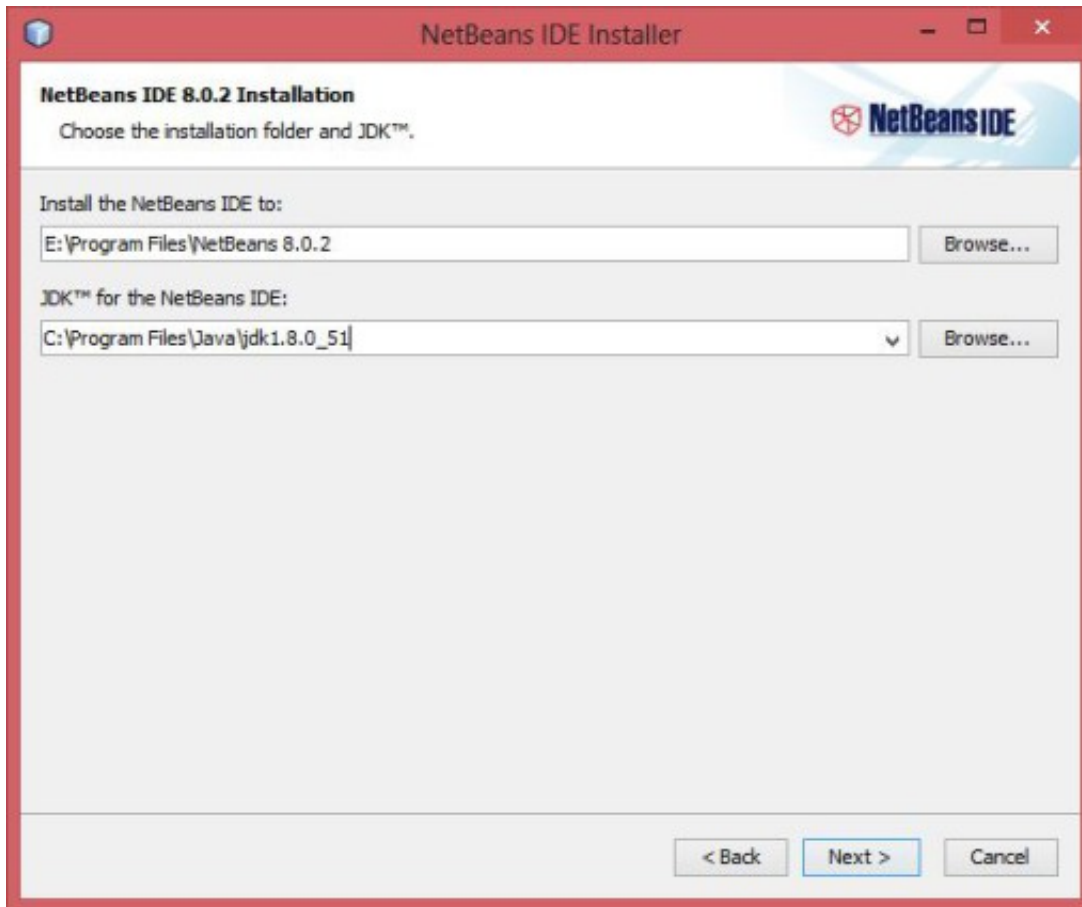 NetBeans IDE Installer
NetBeans IDE 8.0.2 Installation
Choose the installation folder and JDK™.
NetBeans IDE
Install the NetBeans IDE to:
E:\Program Files\NetBeans 8.0.2
Browse...
JDK™ for the NetBeans IDE:
C:\Program Files\Java\jdk1.8.0_51
Browse...
< Back
Next >
Cancel